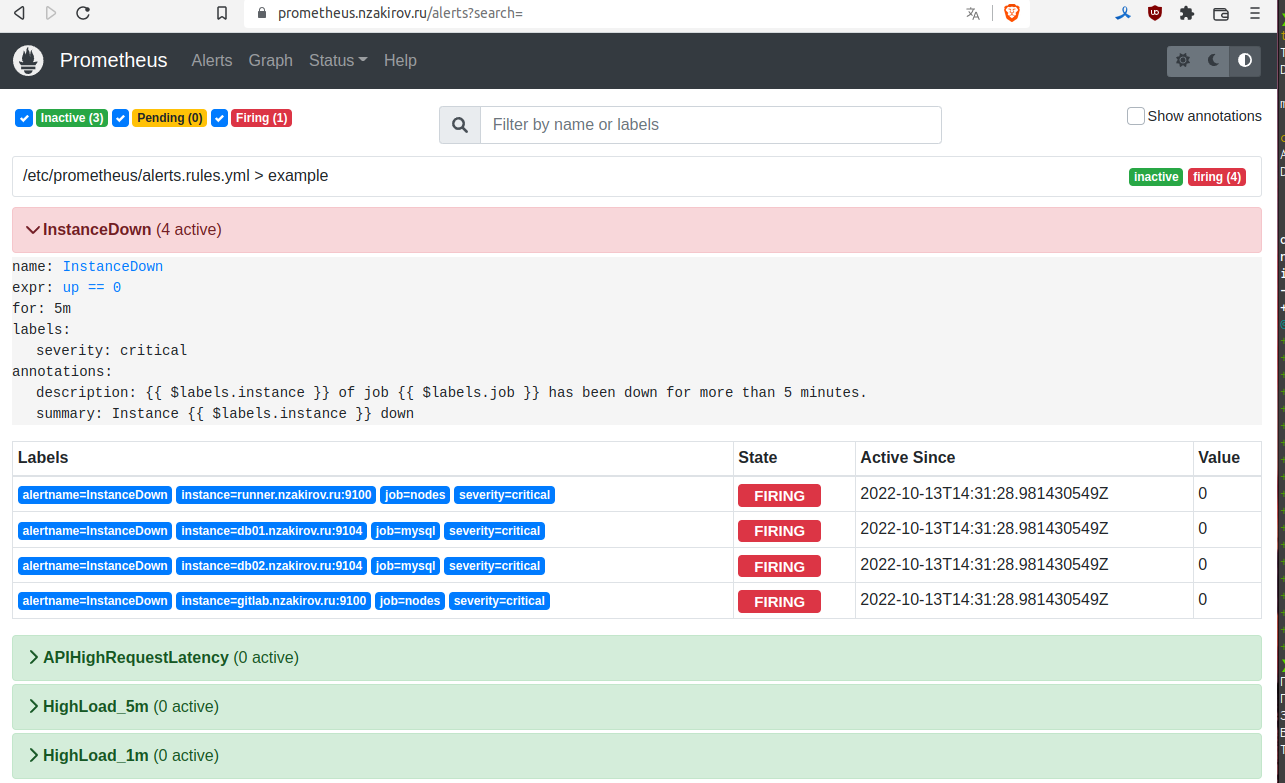 prometheus.nzakirov.ru/alerts?search=
Prometheus Alerts Graph Status Help
Inactive (3) Pending (0) Firing (1) Filter by name or labels Show annotations
/etc/prometheus/alerts.rules.yml > example inactive firing (4)
InstanceDown (4 active)
name: InstanceDown
expr: up == 0
for: 5m
labels:
severity: critical
annotations:
description: {{ $labels.instance }} of job {{ $labels.job }} has been down for more than 5 minutes.
summary: Instance {{ $labels.instance }} down
Labels State Active Since Value
alertname=InstanceDown instance=runner.nzakirov.ru:9100 job=nodes severity=critical FIRING 2022-10-13T14:31:28.981430549Z 0
alertname=InstanceDown instance=db01.nzakirov.ru:9104 job=mysql severity=critical FIRING 2022-10-13T14:31:28.981430549Z 0
alertname=InstanceDown instance=db02.nzakirov.ru:9104 job=mysql severity=critical FIRING 2022-10-13T14:31:28.981430549Z 0
alertname=InstanceDown instance=gitlab.nzakirov.ru:9100 job=nodes severity=critical FIRING 2022-10-13T14:31:28.981430549Z 0
APIHighRequestLatency (0 active)
HighLoad_5m (0 active)
HighLoad_1m (0 active)